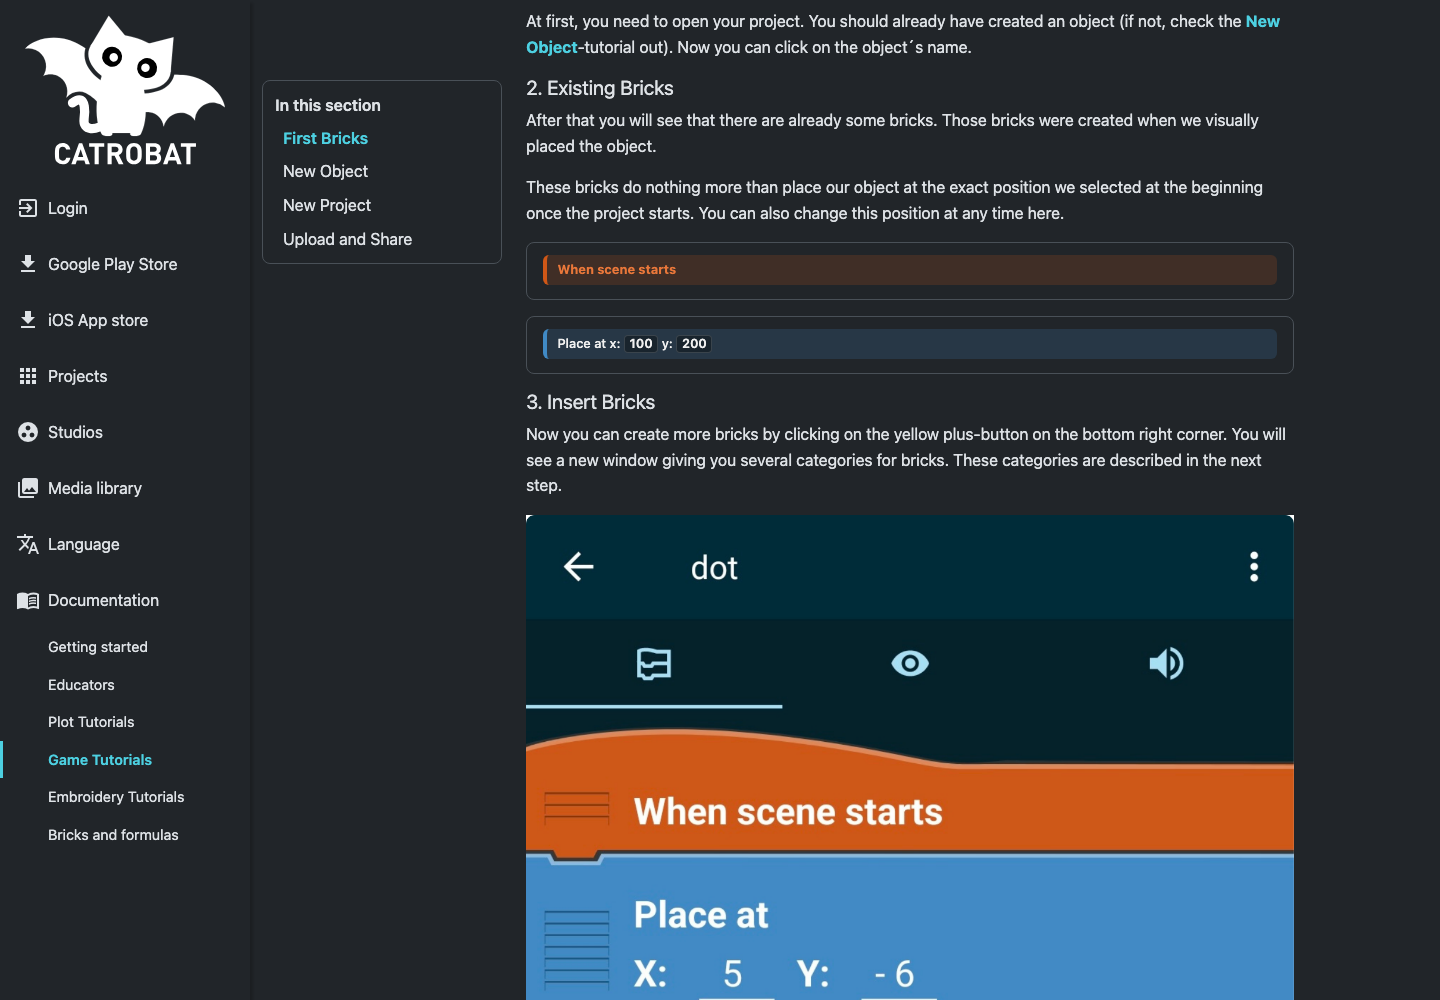 CATROBAT
Login
Google Play Store
iOS App store
Projects
Studios
Media library
Language
Documentation
Getting started
Educators
Plot Tutorials
Game Tutorials
Embroidery Tutorials
Bricks and formulas
In this section
First Bricks
New Object
New Project
Upload and Share
At first, you need to open your project. You should already have created an object (if not, check the New
Object-tutorial out). Now you can click on the object´s name.
2. Existing Bricks
After that you will see that there are already some bricks. Those bricks were created when we visually
placed the object.
These bricks do nothing more than place our object at the exact position we selected at the beginning
once the project starts. You can also change this position at any time here.
When scene starts
Place at x: 100 y: 200
3. Insert Bricks
Now you can create more bricks by clicking on the yellow plus-button on the bottom right corner. You will
see a new window giving you several categories for bricks. These categories are described in the next
step.
dot
When scene starts
Place at
X: 5 Y: - 6